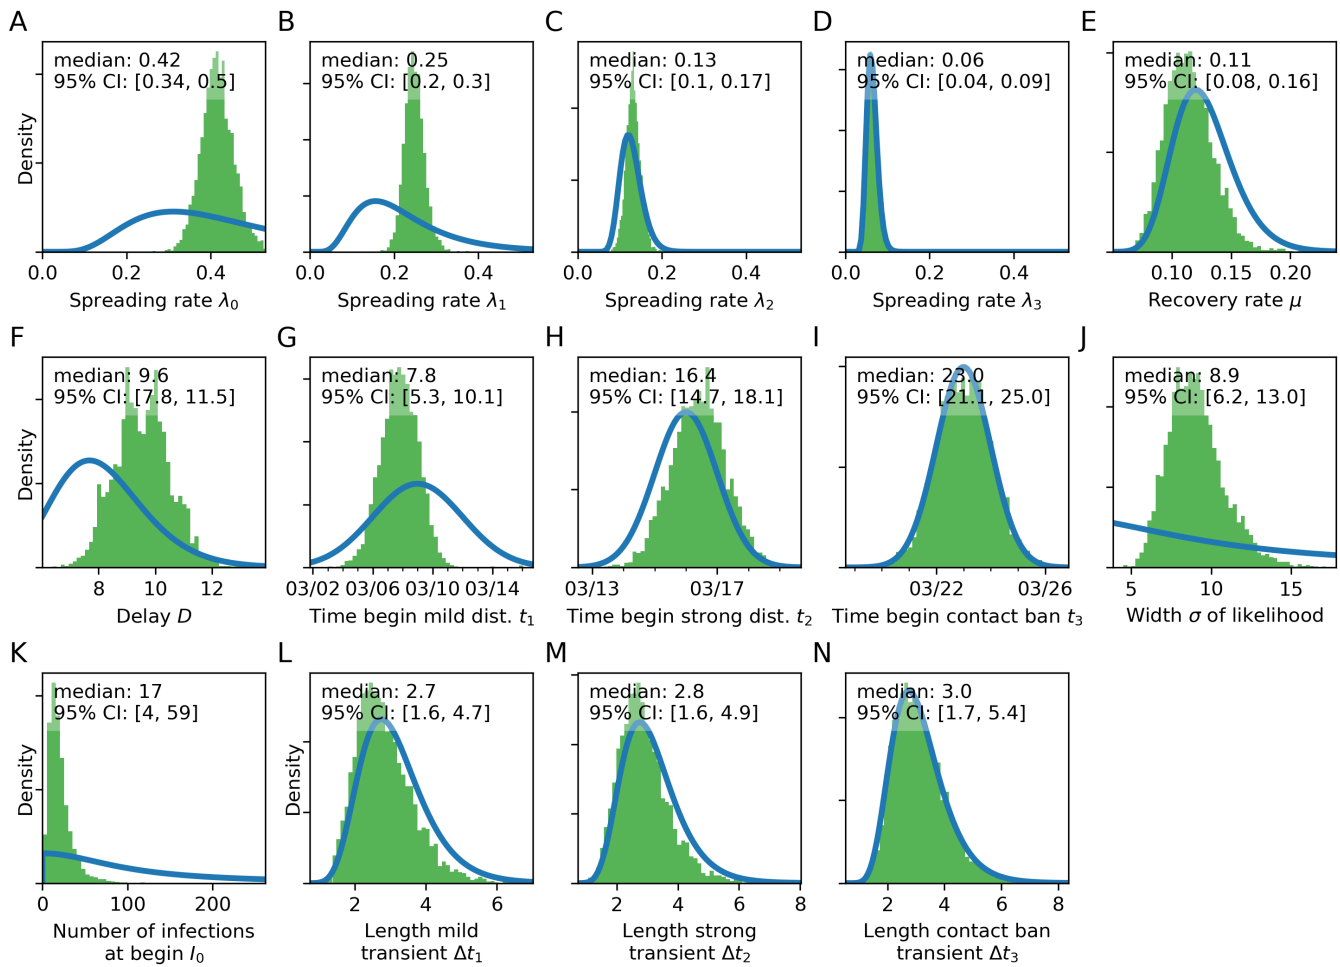 A
median: 0.42
95% CI: [0.34, 0.5]
Density
0.0 0.2 0.4
Spreading rate λ0
B
median: 0.25
95% CI: [0.2, 0.3]
0.0 0.2 0.4
Spreading rate λ1
C
median: 0.13
95% CI: [0.1, 0.17]
0.0 0.2 0.4
Spreading rate λ2
D
median: 0.06
95% CI: [0.04, 0.09]
0.0 0.2 0.4
Spreading rate λ3
E
median: 0.11
95% CI: [0.08, 0.16]
0.10 0.15 0.20
Recovery rate μ
F
median: 9.6
95% CI: [7.8, 11.5]
Density
8 10 12
Delay D
G
median: 7.8
95% CI: [5.3, 10.1]
03/02 03/06 03/10 03/14
Time begin mild dist. t1
H
median: 16.4
95% CI: [14.7, 18.1]
03/13 03/17
Time begin strong dist. t2
I
median: 23.0
95% CI: [21.1, 25.0]
03/22 03/26
Time begin contact ban t3
J
median: 8.9
95% CI: [6.2, 13.0]
5 10 15
Width σ of likelihood
K
median: 17
95% CI: [4, 59]
Density
0 100 200
Number of infections
at begin I0
L
median: 2.7
95% CI: [1.6, 4.7]
Density
2 4 6
Length mild
transient Δt1
M
median: 2.8
95% CI: [1.6, 4.9]
2 4 6 8
Length strong
transient Δt2
N
median: 3.0
95% CI: [1.7, 5.4]
2 4 6 8
Length contact ban
transient Δt3